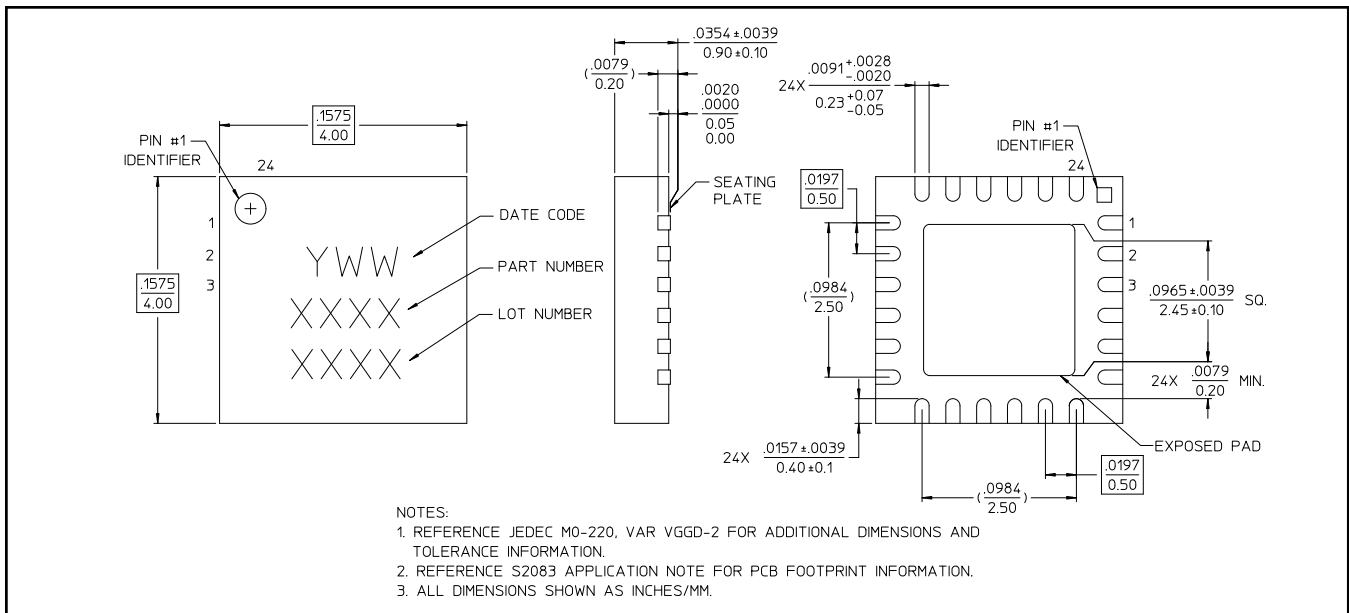 .1575
4.00
PIN #1
IDENTIFIER
24
1
2
3
.1575
4.00
YWW
XXXX
XXXX
DATE CODE
PART NUMBER
LOT NUMBER
.0354±.0039
0.90±0.10
(.0079
0.20)
.0020
.0000
0.05
0.00
SEATING
PLATE
24X .0091+.0028
-.0020
0.23+0.07
-0.05
PIN #1
IDENTIFIER
24
1
2
3
.0197
0.50
(.0984
2.50)
.0965±.0039 SQ.
2.45±0.10
24X .0079 MIN.
0.20
EXPOSED PAD
24X .0157±.0039
0.40±0.1
.0197
0.50
(.0984
2.50)
NOTES:
1. REFERENCE JEDEC MO-220, VAR VGGD-2 FOR ADDITIONAL DIMENSIONS AND
TOLERANCE INFORMATION.
2. REFERENCE S2083 APPLICATION NOTE FOR PCB FOOTPRINT INFORMATION.
3. ALL DIMENSIONS SHOWN AS INCHES/MM.